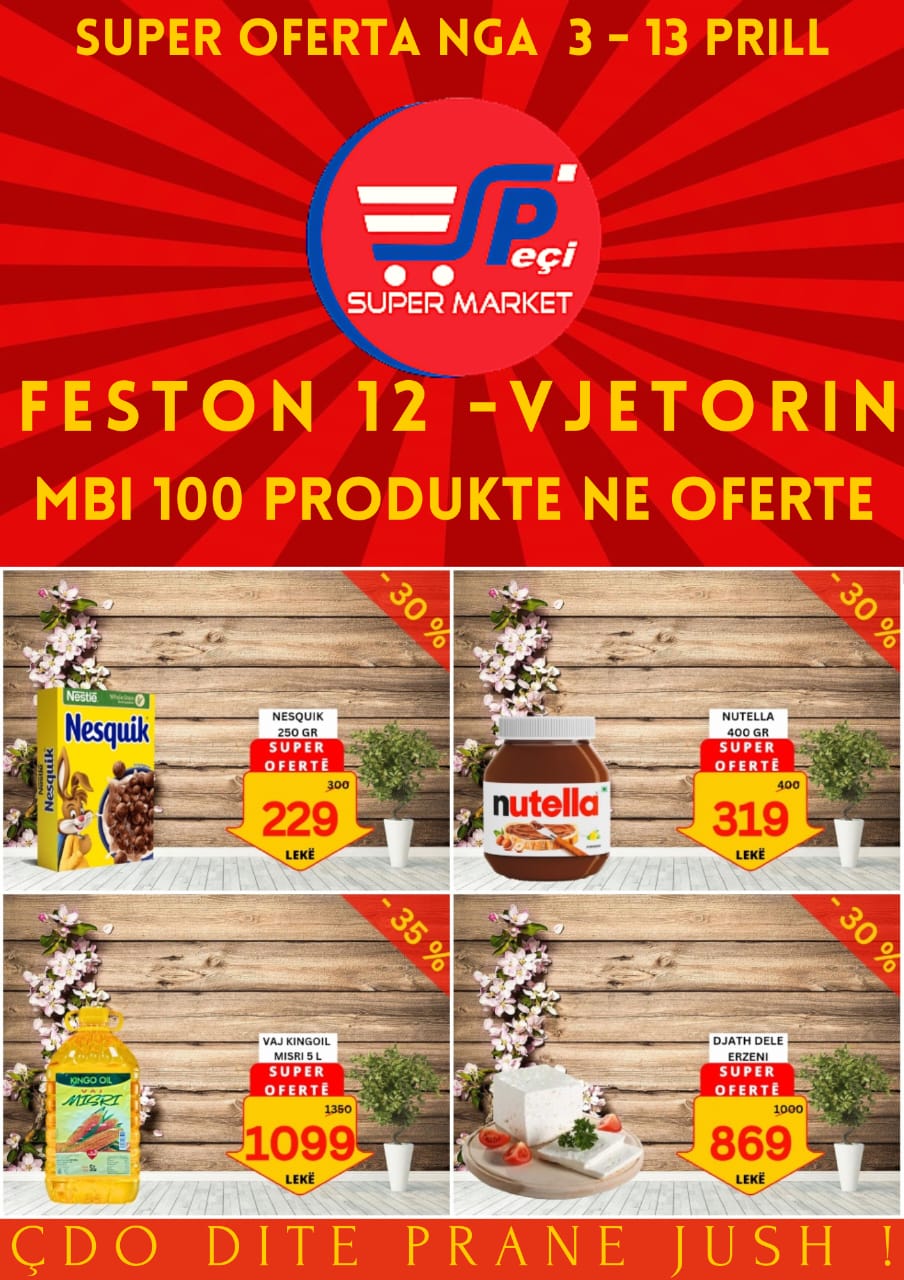 SUPER OFERTA NGA 3 - 13 PRILL
SP
eçi
SUPER MARKET
FESTON 12 -VJETORIN
MBI 100 PRODUKTE NE OFERTE
- 30 %
Nestlé
Nesquik
Nesquik
NESQUIK
250 GR
SUPER
OFERTË
300
229
LEKË
- 30 %
nutella
NUTELLA
400 GR
SUPER
OFERTË
400
319
LEKË
- 35 %
KINGO OIL
VAJ
MISRI
5L
VAJ KINGOIL
MISRI 5 L
SUPER
OFERTË
1350
1099
LEKË
- 30 %
DJATH DELE
ERZENI
SUPER
OFERTË
1000
869
LEKË
ÇDO DITE PRANE JUSH !